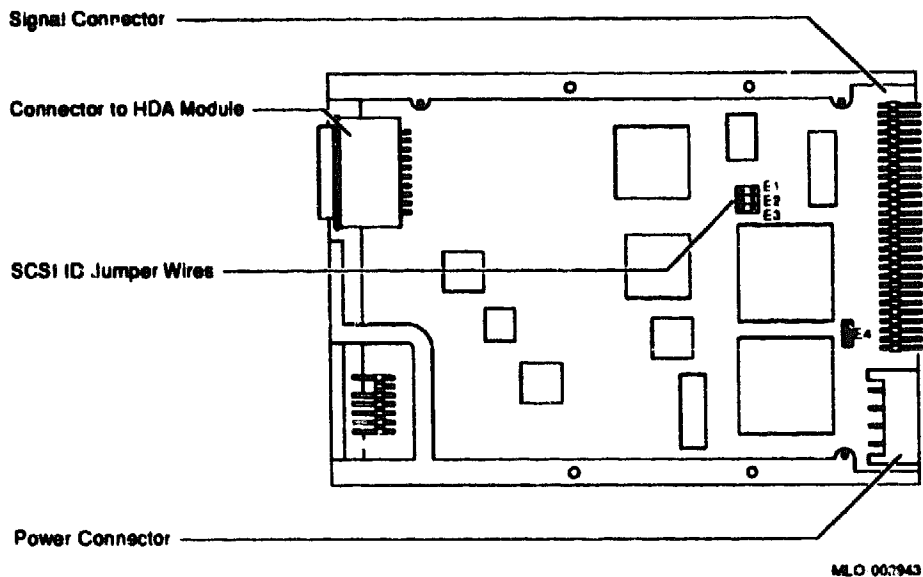 Signal Connector
Connector to HDA Module
E1
E2
E3
SCSI ID Jumper Wires
E4
Power Connector
MLO 002943